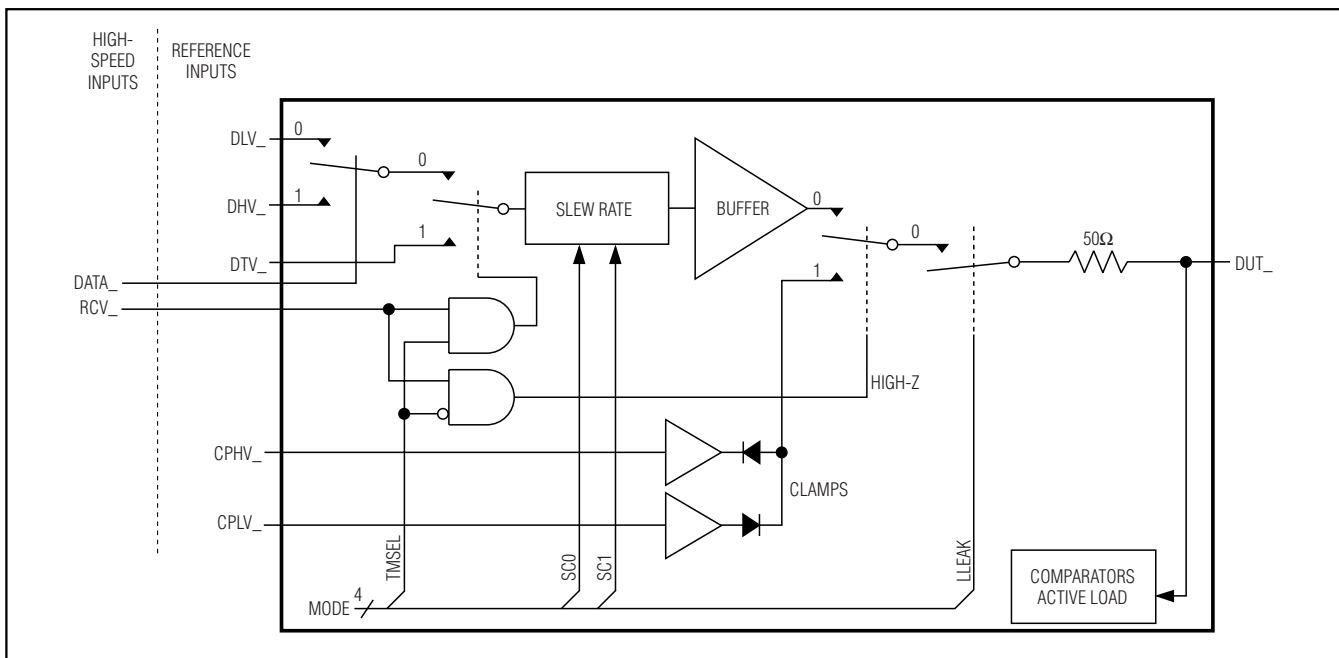 HIGH-
SPEED
INPUTS
REFERENCE
INPUTS
DLV_
0
DHV_
1
0
DTV_
1
DATA_
RCV_
SLEW RATE
BUFFER
0
1
0
50Ω
DUT_
HIGH-Z
CPHV_
CPLV_
CLAMPS
TMSEL
SC0
SC1
LLEAK
MODE
4
COMPARATORS
ACTIVE LOAD